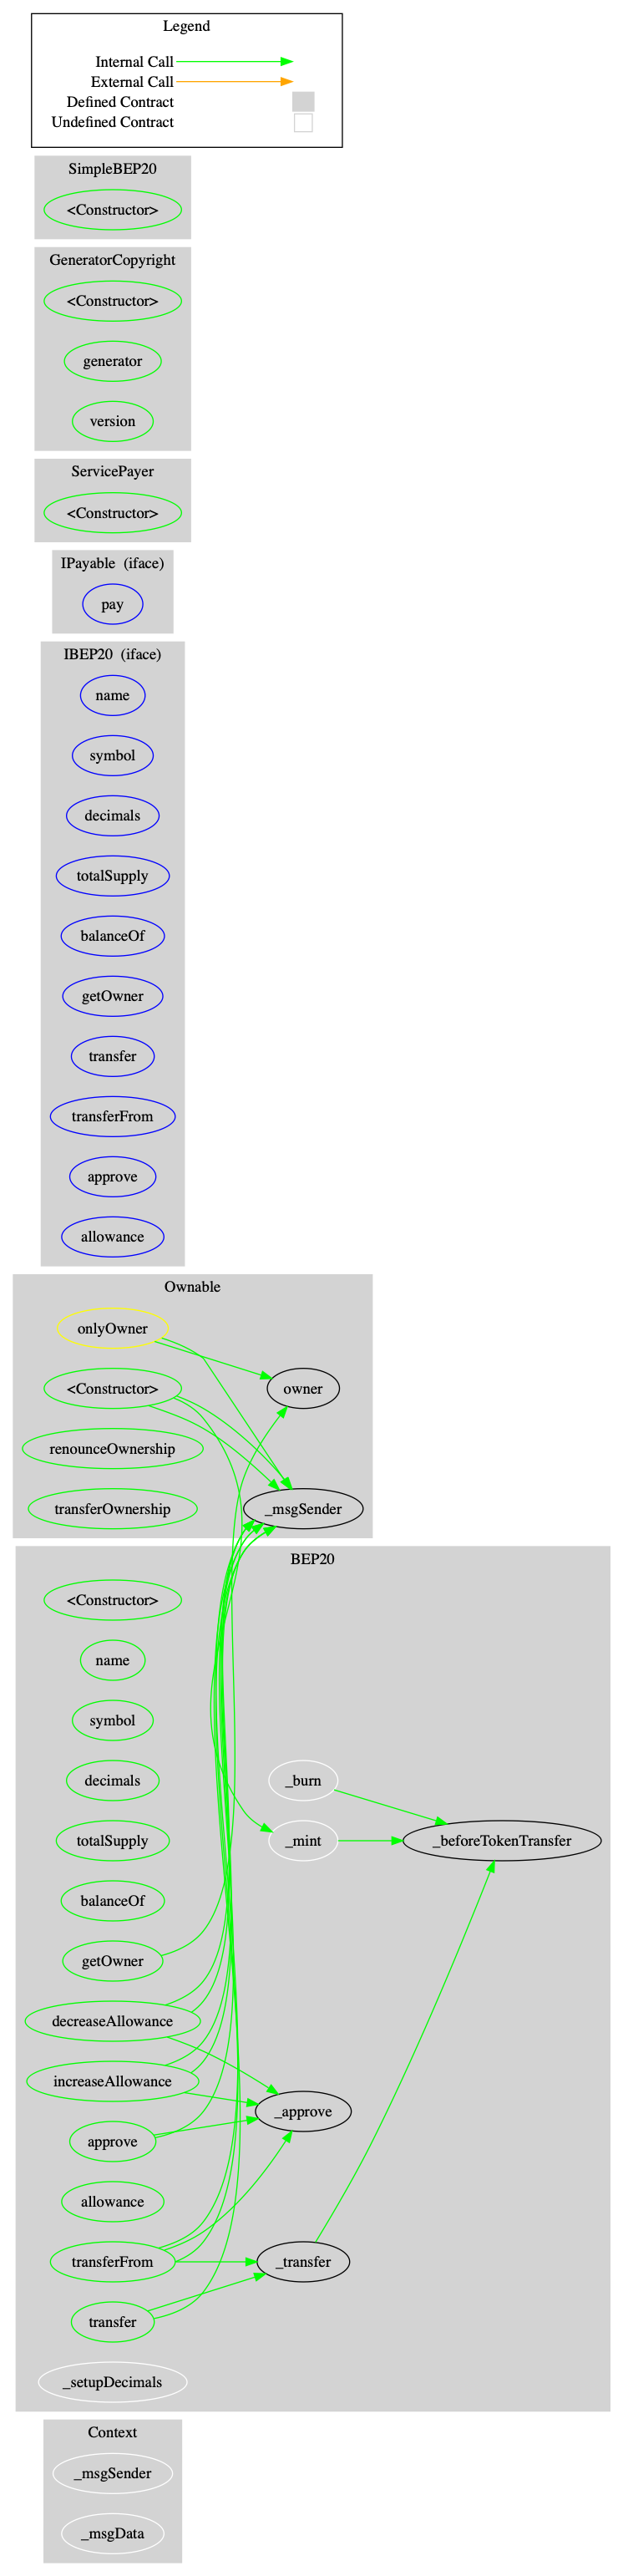 Legend
Internal Call
External Call
Defined Contract
Undefined Contract
SimpleBEP20
<Constructor>
GeneratorCopyright
<Constructor>
generator
version
ServicePayer
<Constructor>
IPayable (iface)
pay
IBEP20 (iface)
name
symbol
decimals
totalSupply
balanceOf
getOwner
transfer
transferFrom
approve
allowance
Ownable
onlyOwner
<Constructor>
owner
renounceOwnership
transferOwnership
_msgSender
BEP20
<Constructor>
name
symbol
decimals
_burn
totalSupply
_mint
_beforeTokenTransfer
balanceOf
getOwner
decreaseAllowance
increaseAllowance
_approve
approve
allowance
transferFrom
_transfer
transfer
_setupDecimals
Context
_msgSender
_msgData